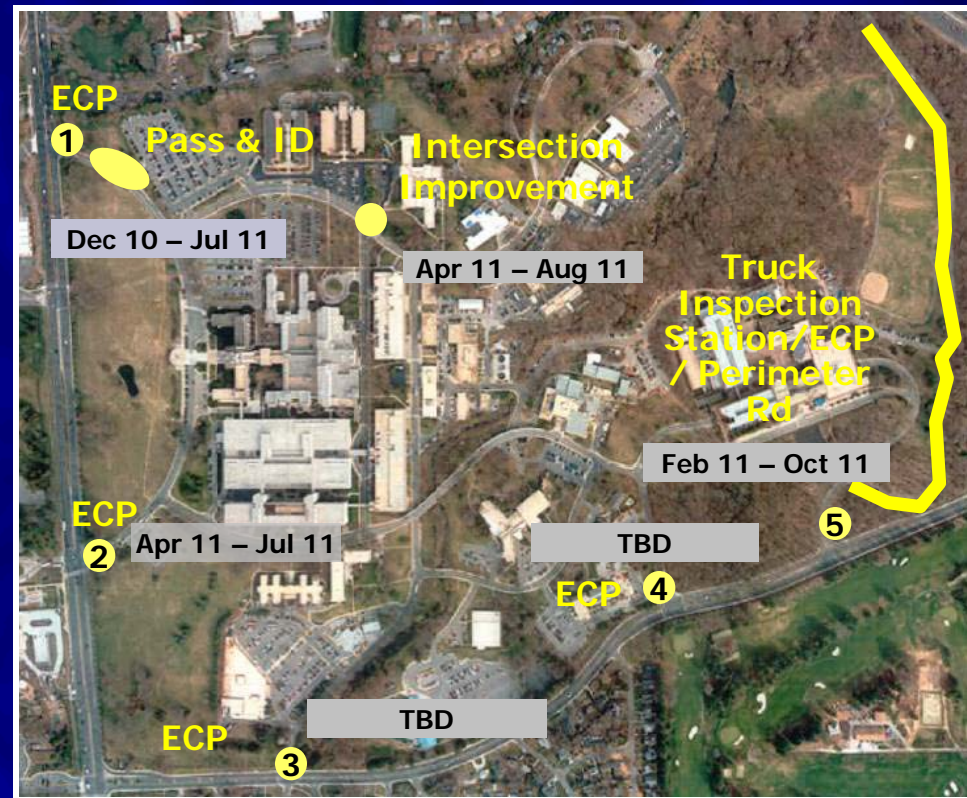 ECP
1
Pass & ID
Intersection
Improvement
Dec 10 – Jul 11
Apr 11 – Aug 11
Truck
Inspection
Station/ECP
/ Perimeter
Rd
Feb 11 – Oct 11
ECP
2
Apr 11 – Jul 11
TBD
5
ECP
4
TBD
ECP
3